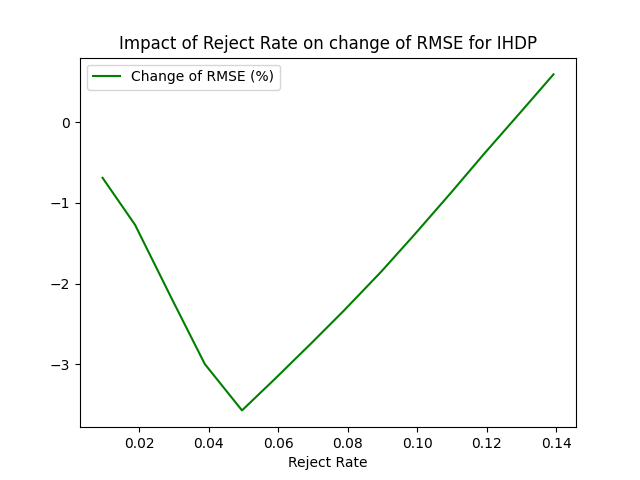 Impact of Reject Rate on change of RMSE for IHDP
Change of RMSE (%)
0
−1
−2
−3
0.02 0.04 0.06 0.08 0.10 0.12 0.14
Reject Rate